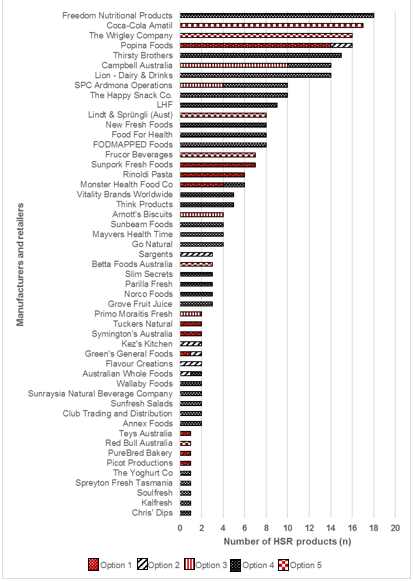 Manufacturers and retailers
Freedom Nutritional Products
Coca-Cola Amatil
The Wrigley Company
Popina Foods
Thirsty Brothers
Campbell Australia
Lion - Dairy & Drinks
SPC Ardmona Operations
The Happy Snack Co.
LHF
Lindt & Sprüngli (Aust)
New Fresh Foods
Food For Health
FODMAPPED Foods
Frucor Beverages
Sunpork Fresh Foods
Rinoldi Pasta
Monster Health Food Co
Vitality Brands Worldwide
Think Products
Arnott's Biscuits
Sunbeam Foods
Mayvers Health Time
Go Natural
Sargents
Betta Foods Australia
Slim Secrets
Parilla Fresh
Norco Foods
Grove Fruit Juice
Primo Moraitis Fresh
Tuckers Natural
Symington's Australia
Kez's Kitchen
Green's General Foods
Flavour Creations
Australian Whole Foods
Wallaby Foods
Sunraysia Natural Beverage Company
Sunfresh Salads
Club Trading and Distribution
Annex Foods
Teys Australia
Red Bull Australia
PureBred Bakery
Picot Productions
The Yoghurt Co
Spreyton Fresh Tasmania
Soulfresh
Kalfresh
Chris' Dips
0 2 4 6 8 10 12 14 16 18 20
Number of HSR products (n)
Option 1 Option 2 Option 3 Option 4 Option 5